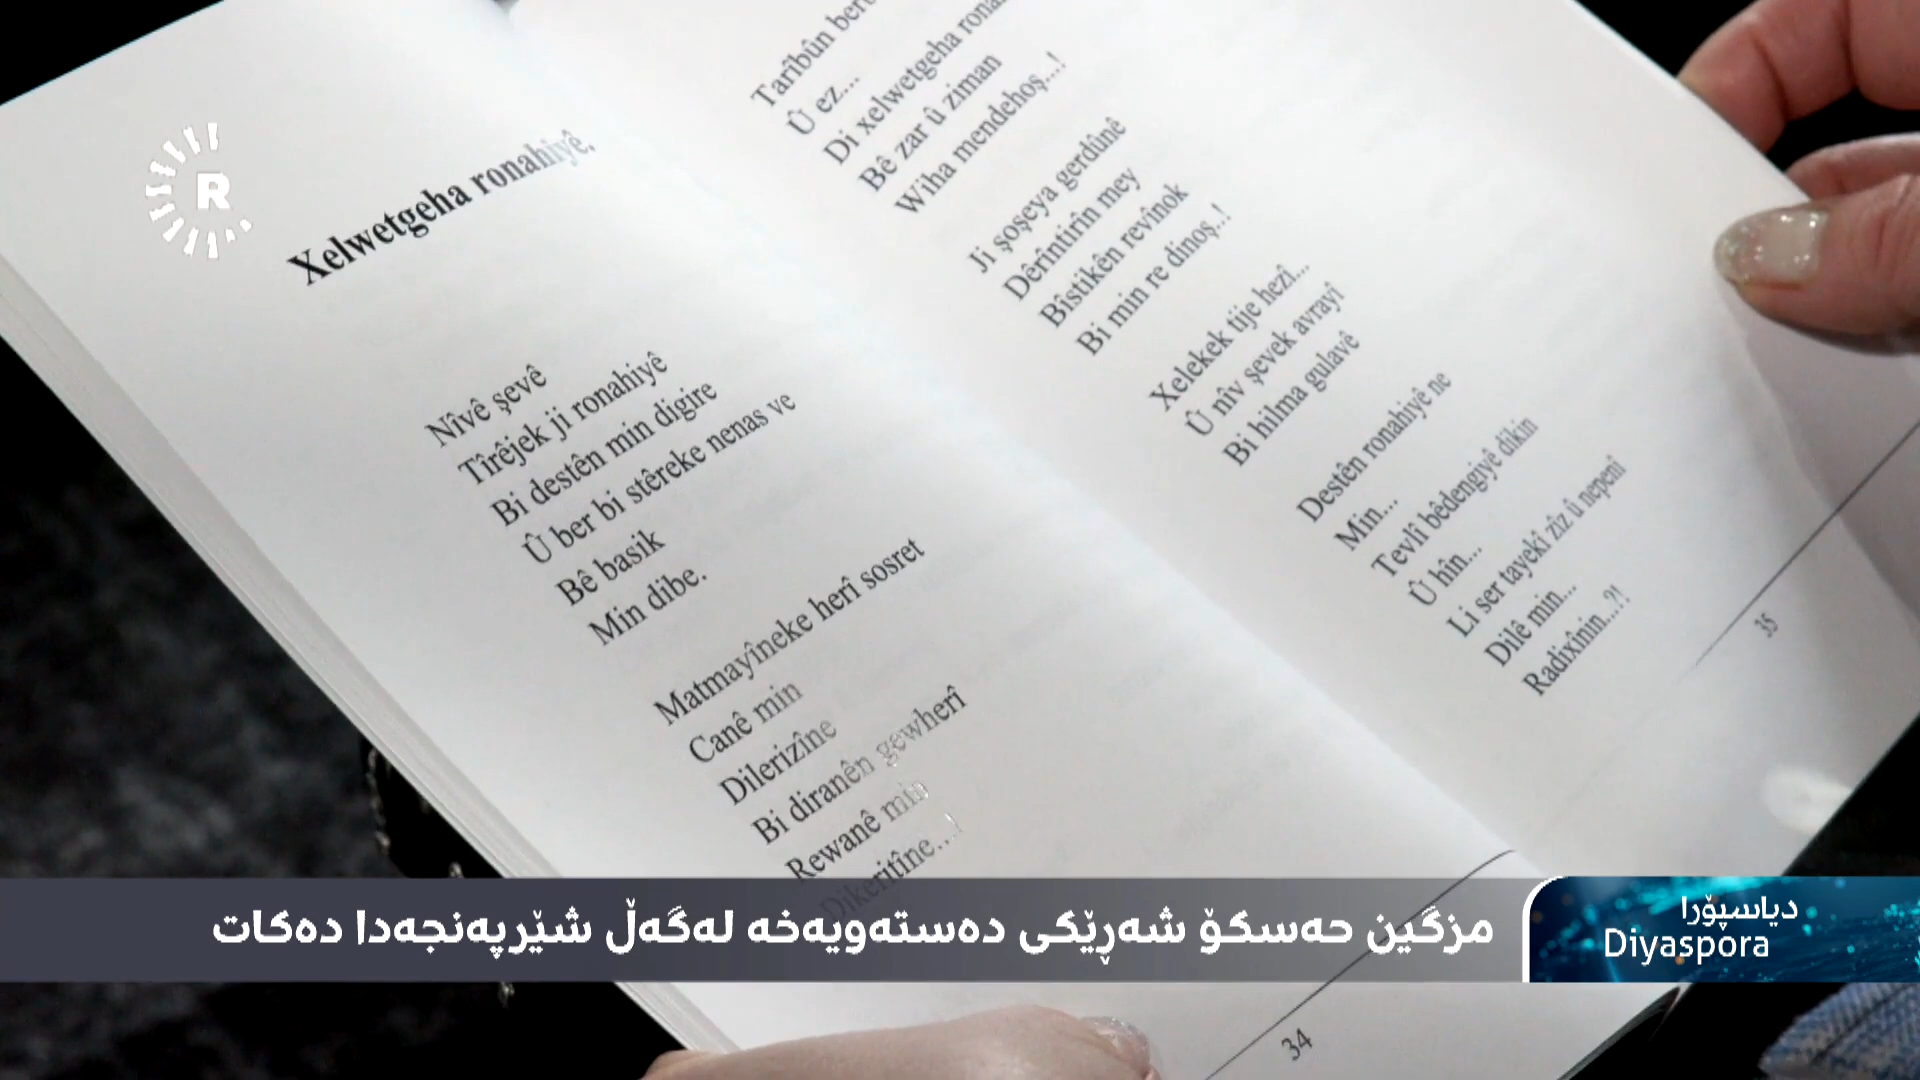 R
Xelwetgeha ronahiyê.
Nîvê şevê
Tîrêjek ji ronahiyê
Bi destên min digire
Û ber bi stêreke nenas ve
Bê basik
Min dibe.
Matmayîneke herî sosret
Canê min
Dilerizîne
Bi diranên gewherî
Rewanê min
Dikeritîne...!
34
Tarîbûn
Û ez...
Di xelwetgeha
Bê zar û ziman
Wiha mendehoş...!
Ji şoşeya gerdûnê
Dêrîntirîn mey
Bîstikên revînok
Bi min re dinoş..!
Xelekek tije hezî...
Û nîv şevek avrayî
Bi hilma gulavê
Destên ronahiyê ne
Min...
Tevlî bêdengiyê dikin
Û hîn...
Li ser tayekî zîz û nepenî
Dilê min...
Radixînin...?!
35
مزگین حەسکۆ شەڕێکی دەستەویەخە لەگەڵ شێرپەنجەدا دەکات
دیاسپۆرا
Diyaspora